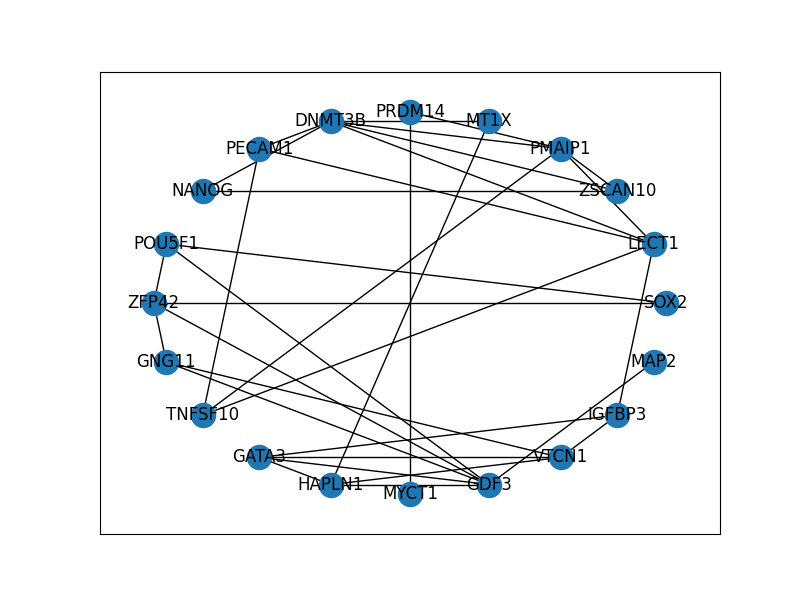 PRDM14
DNMT3B
MT1X
PECAM1
PMAIP1
NANOG
ZSCAN10
POU5F1
LECT1
ZFP42
SOX2
GNG11
MAP2
TNFSF10
IGFBP3
GATA3
VTCN1
HAPLN1
GDF3
MYCT1